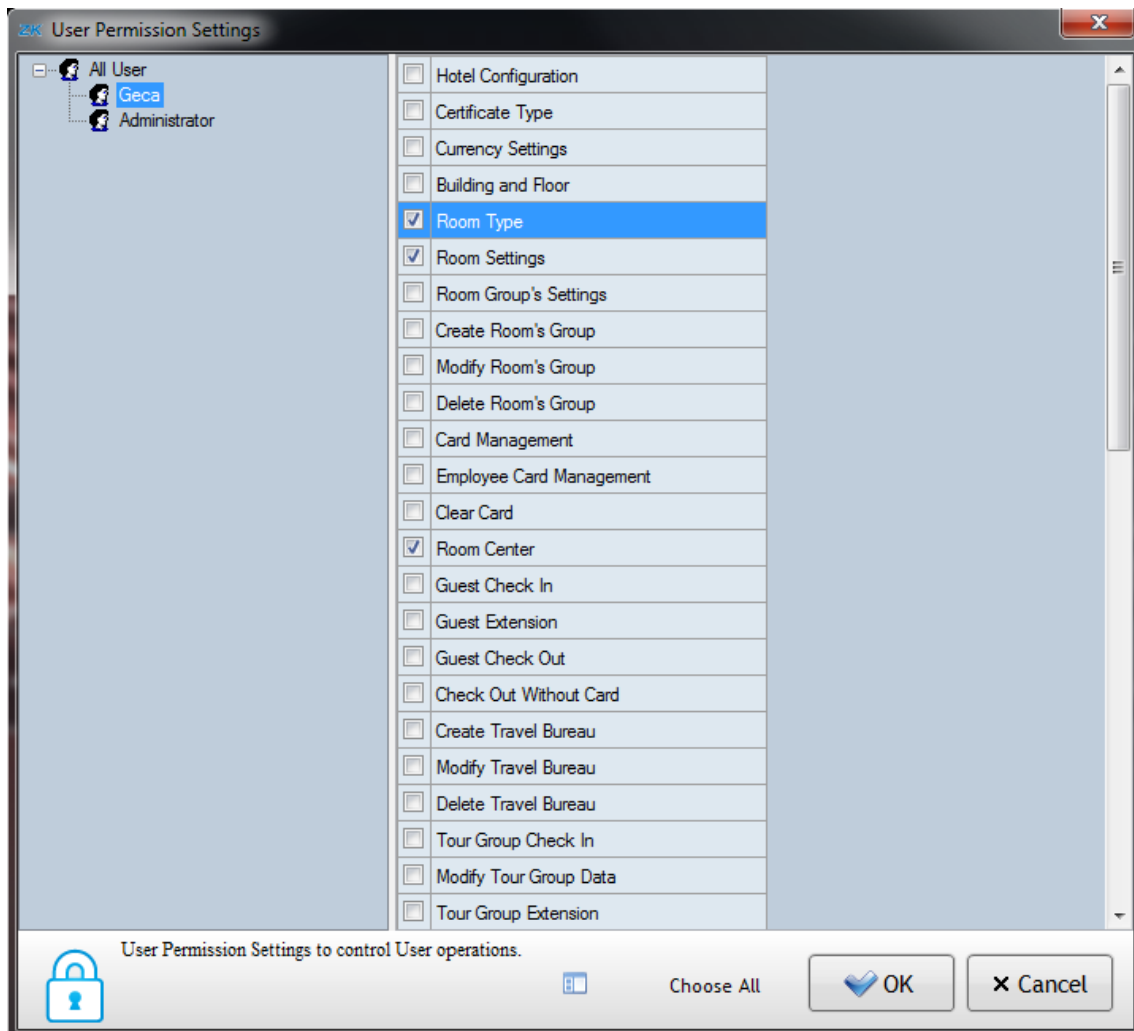 ZK User Permission Settings
All User
Geca
Administrator
Hotel Configuration
Certificate Type
Currency Settings
Building and Floor
Room Type
Room Settings
Room Group's Settings
Create Room's Group
Modify Room's Group
Delete Room's Group
Card Management
Employee Card Management
Clear Card
Room Center
Guest Check In
Guest Extension
Guest Check Out
Check Out Without Card
Create Travel Bureau
Modify Travel Bureau
Delete Travel Bureau
Tour Group Check In
Modify Tour Group Data
Tour Group Extension
User Permission Settings to control User operations.
Choose All
OK
Cancel